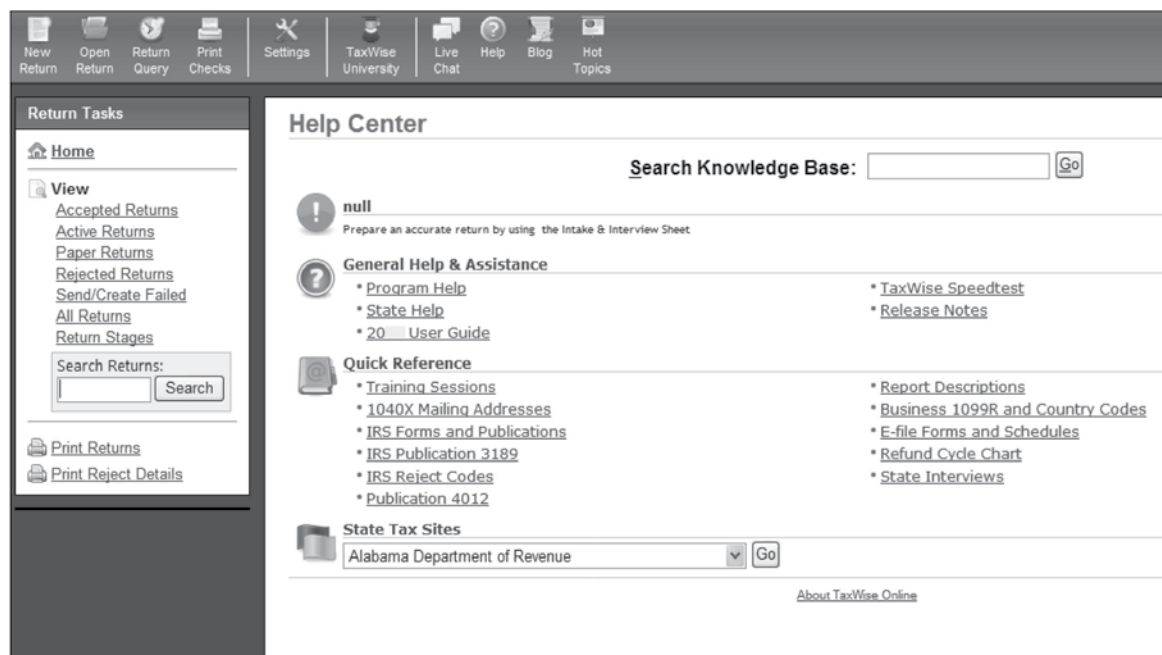 New Return
Open Return
Return Query
Print Checks
Settings
TaxWise University
Live Chat
Help
Blog
Hot Topics
Return Tasks
Home
View
Accepted Returns
Active Returns
Paper Returns
Rejected Returns
Send/Create Failed
All Returns
Return Stages
Search Returns:
Search
Print Returns
Print Reject Details
Help Center
Search Knowledge Base:
Go
null
Prepare an accurate return by using the Intake & Interview Sheet
General Help & Assistance
• Program Help
• State Help
• 20 User Guide
• TaxWise Speedtest
• Release Notes
Quick Reference
• Training Sessions
• 1040X Mailing Addresses
• IRS Forms and Publications
• IRS Publication 3189
• IRS Reject Codes
• Publication 4012
• Report Descriptions
• Business 1099R and Country Codes
• E-file Forms and Schedules
• Refund Cycle Chart
• State Interviews
State Tax Sites
Alabama Department of Revenue
Go
About TaxWise Online